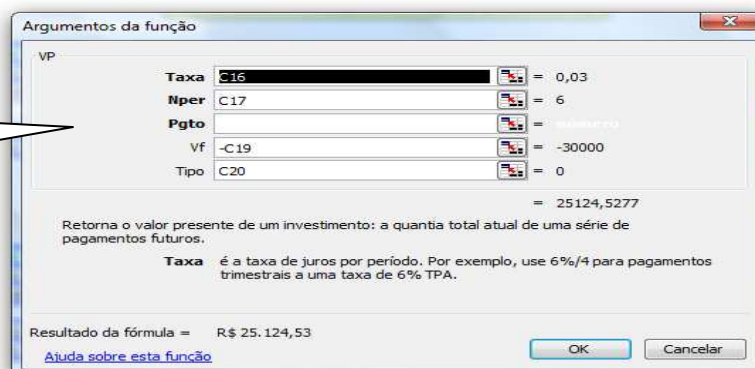 Argumentos da função
VP
Taxa C16 = 0,03
Nper C17 = 6
Pgto =
Vf -C19 = -30000
Tipo C20 = 0
= 25124,5277
Retorna o valor presente de um investimento: a quantia total atual de uma série de
pagamentos futuros.
Taxa é a taxa de juros por período. Por exemplo, use 6%/4 para pagamentos
trimestrais a uma taxa de 6% TPA.
Resultado da fórmula = R$ 25.124,53
Ajuda sobre esta função
OK Cancelar